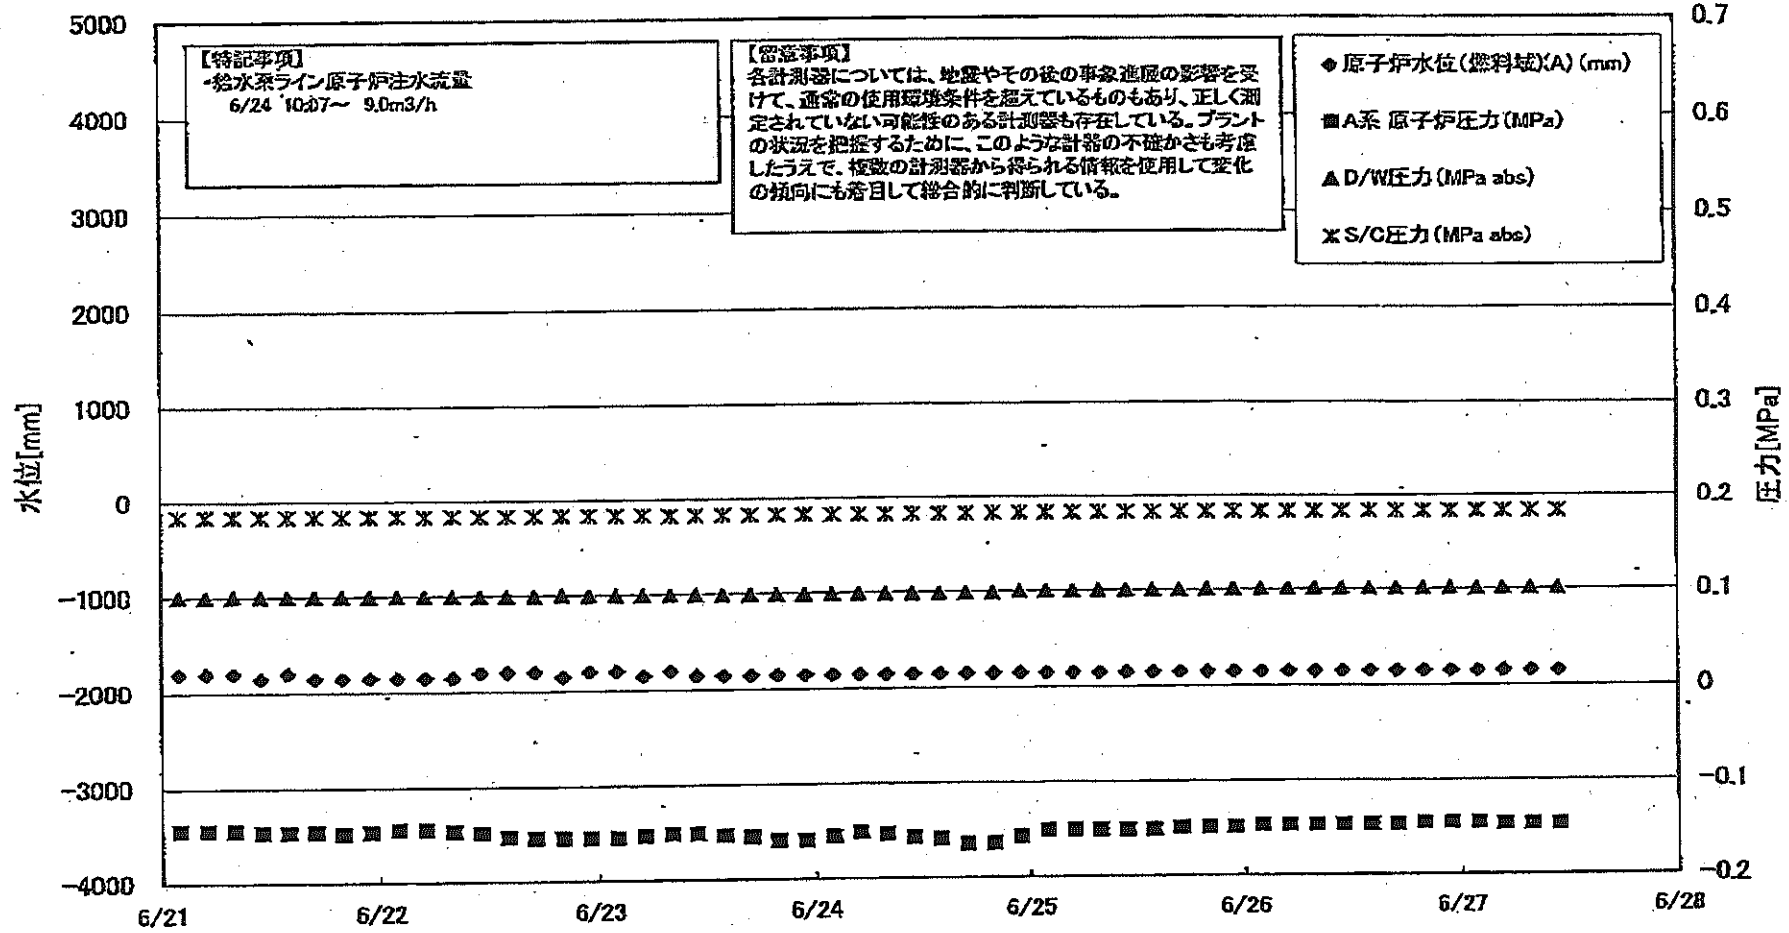 【特記事項】
・給水系ライン原子炉注水流量
6/24 10:07～ 9.0m3/h
【留意事項】
各計測器については、地震やその後の事象進展の影響を受
けて、通常の使用環境条件を超えているものもあり、正しく測
定されていない可能性のある計測器も存在している。プラント
の状況を把握するために、このような計器の不確かさも考慮
したうえで、複数の計測器から得られる情報を使用して変化
の傾向にも着目して総合的に判断している。
原子炉水位(燃料域)(A)(mm)
A系 原子炉圧力(MPa)
D/W圧力(MPa abs)
S/C圧力(MPa abs)
水位[mm]
5000
4000
3000
2000
1000
0
-1000
-2000
-3000
-4000
圧力[MPa]
0.7
0.6
0.5
0.4
0.3
0.2
0.1
0
-0.1
-0.2
6/21 6/22 6/23 6/24 6/25 6/26 6/27 6/28